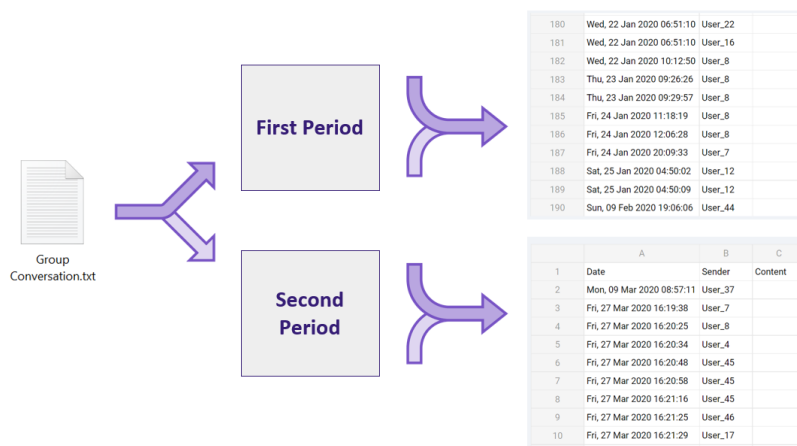 180 Wed, 22 Jan 2020 06:51:10 User_22
181 Wed, 22 Jan 2020 06:51:10 User_16
182 Wed, 22 Jan 2020 10:12:50 User_8
183 Thu, 23 Jan 2020 09:26:26 User_8
184 Thu, 23 Jan 2020 09:29:57 User_8
185 Fri, 24 Jan 2020 11:18:19 User_8
186 Fri, 24 Jan 2020 12:06:28 User_8
187 Fri, 24 Jan 2020 20:09:33 User_7
188 Sat, 25 Jan 2020 04:50:02 User_12
189 Sat, 25 Jan 2020 04:50:09 User_12
190 Sun, 09 Feb 2020 19:06:06 User_44
First Period
Group
Conversation.txt
Second
Period
A B C
1 Date Sender Content
2 Mon, 09 Mar 2020 08:57:11 User_37
3 Fri, 27 Mar 2020 16:19:38 User_7
4 Fri, 27 Mar 2020 16:20:25 User_8
5 Fri, 27 Mar 2020 16:20:34 User_4
6 Fri, 27 Mar 2020 16:20:48 User_45
7 Fri, 27 Mar 2020 16:20:58 User_45
8 Fri, 27 Mar 2020 16:21:16 User_45
9 Fri, 27 Mar 2020 16:21:25 User_46
10 Fri, 27 Mar 2020 16:21:29 User_17